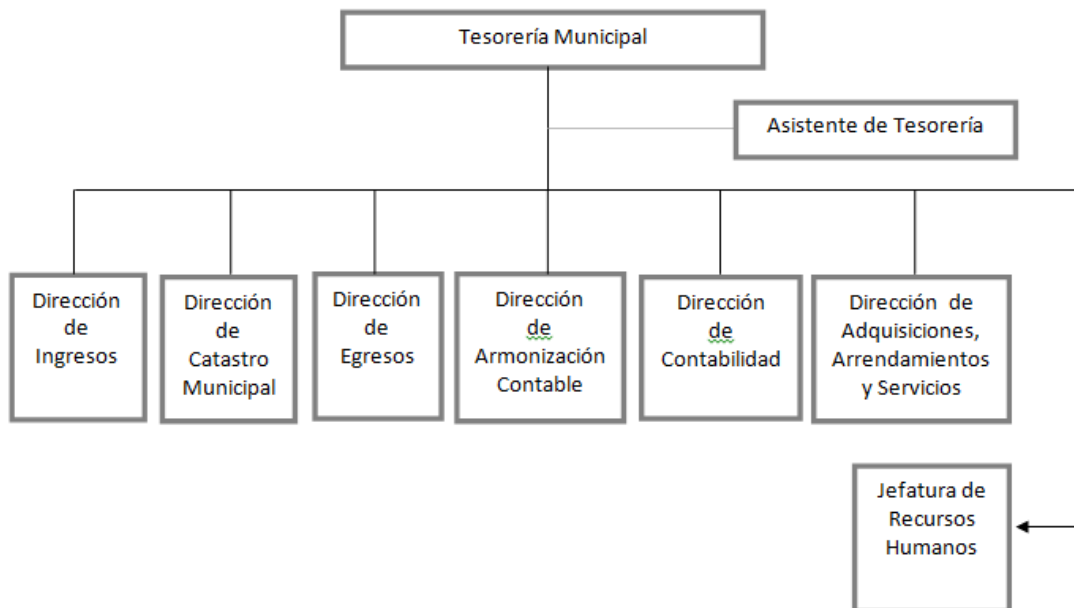 Tesorería Municipal
Asistente de Tesorería
Dirección
de
Ingresos
Dirección
de
Catastro
Municipal
Dirección
de
Egresos
Dirección
de
Armonización
Contable
Dirección
de
Contabilidad
Dirección de
Adquisiciones,
Arrendamientos
y Servicios
Jefatura de
Recursos
Humanos